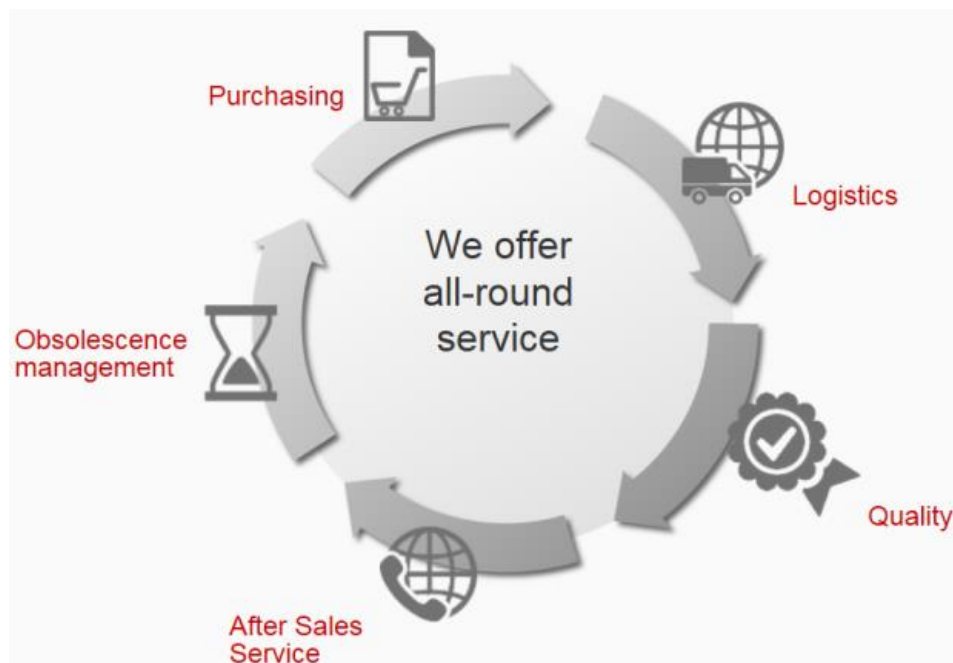 Purchasing
Logistics
We offer
all-round
service
Obsolescence
management
Quality
After Sales
Service